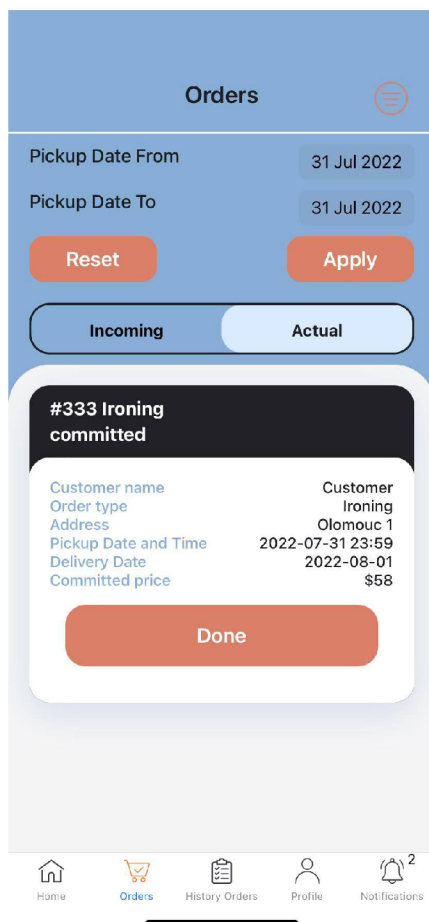 Orders
Pickup Date From 31 Jul 2022
Pickup Date To 31 Jul 2022
Reset Apply
Incoming Actual
#333 Ironing
committed
Customer name Customer
Order type Ironing
Address Olomouc 1
Pickup Date and Time 2022-07-31 23:59
Delivery Date 2022-08-01
Committed price $58
Done
2
Home Orders History Orders Profile Notifications